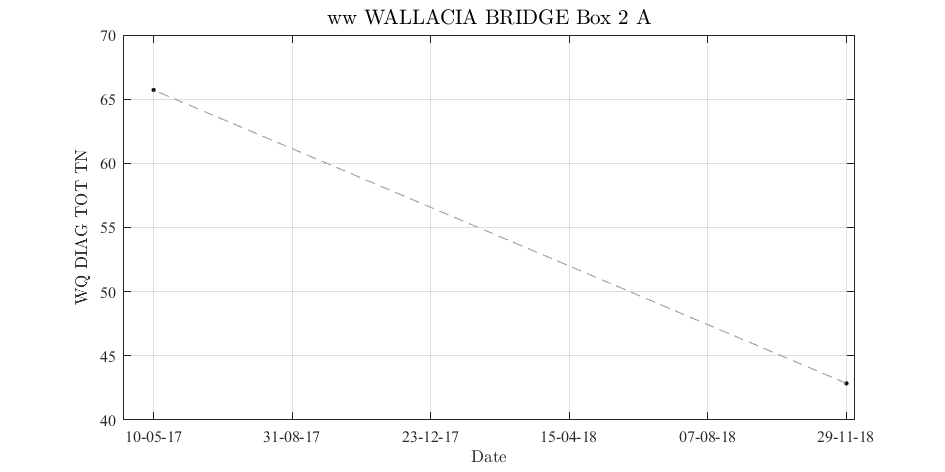 ww WALLACIA BRIDGE Box 2 A
WQ DIAG TOT TN
70
65
60
55
50
45
40
10-05-17 31-08-17 23-12-17 15-04-18 07-08-18 29-11-18
Date